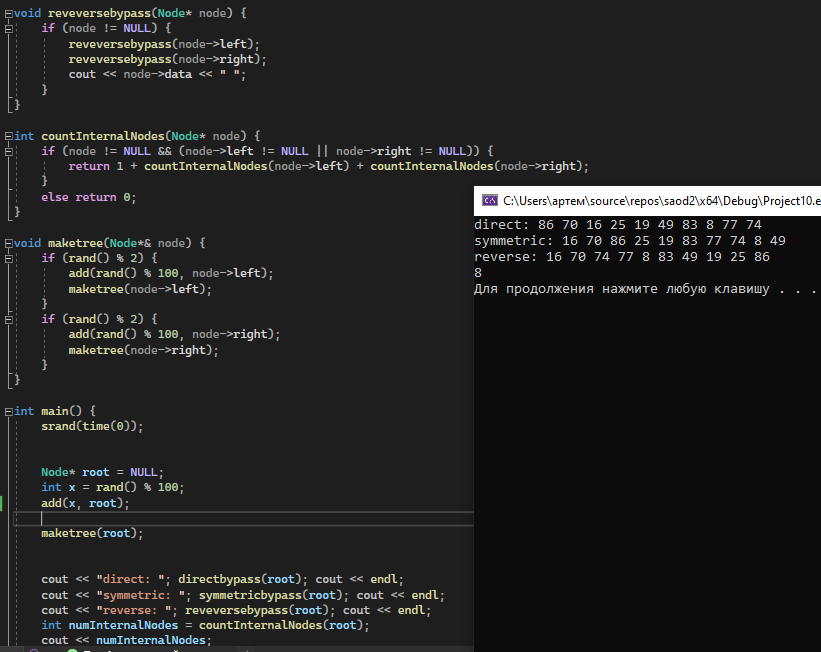 void reveversebypass(Node* node) {
    if (node != NULL) {
        reveversebypass(node->left);
        reveversebypass(node->right);
        cout << node->data << " ";
    }
}
int countInternalNodes(Node* node) {
    if (node != NULL && (node->left != NULL || node->right != NULL)) {
        return 1 + countInternalNodes(node->left) + countInternalNodes(node->right);
    }
    else return 0;
}
void maketree(Node*& node) {
    if (rand() % 2) {
        add(rand() % 100, node->left);
        maketree(node->left);
    }
    if (rand() % 2) {
        add(rand() % 100, node->right);
        maketree(node->right);
    }
}
int main() {
    srand(time(0));
    Node* root = NULL;
    int x = rand() % 100;
    add(x, root);
    maketree(root);
    cout << "direct: "; directbypass(root); cout << endl;
    cout << "symmetric: "; symmetricbypass(root); cout << endl;
    cout << "reverse: "; reveversebypass(root); cout << endl;
    int numInternalNodes = countInternalNodes(root);
    cout << numInternalNodes;
C:\Users\артем\source\repos\saod2\x64\Debug\Project10.e
direct: 86 70 16 25 19 49 83 8 77 74
symmetric: 16 70 86 25 19 83 77 74 8 49
reverse: 16 70 74 77 8 83 49 19 25 86
8
Для продолжения нажмите любую клавишу . . .